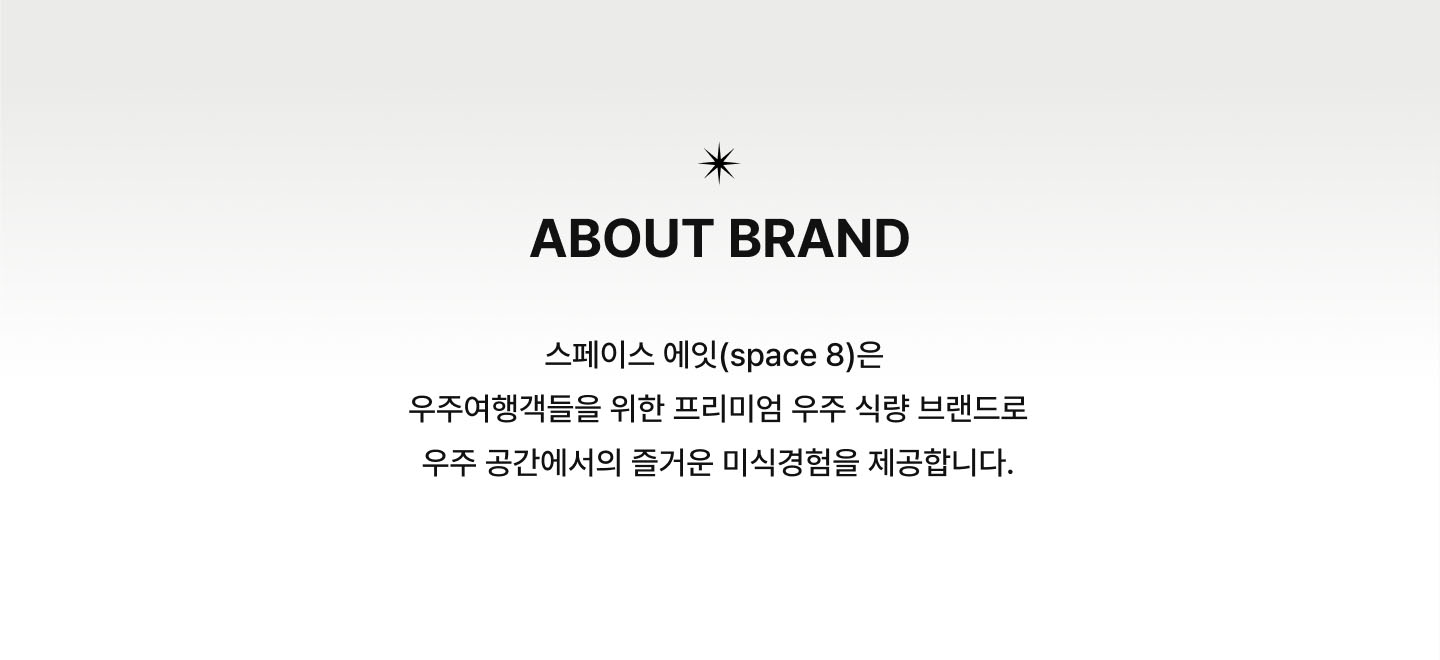 ABOUT BRAND
스페이스 에잇(space 8)은
우주여행객들을 위한 프리미엄 우주 식량 브랜드로
우주 공간에서의 즐거운 미식경험을 제공합니다.